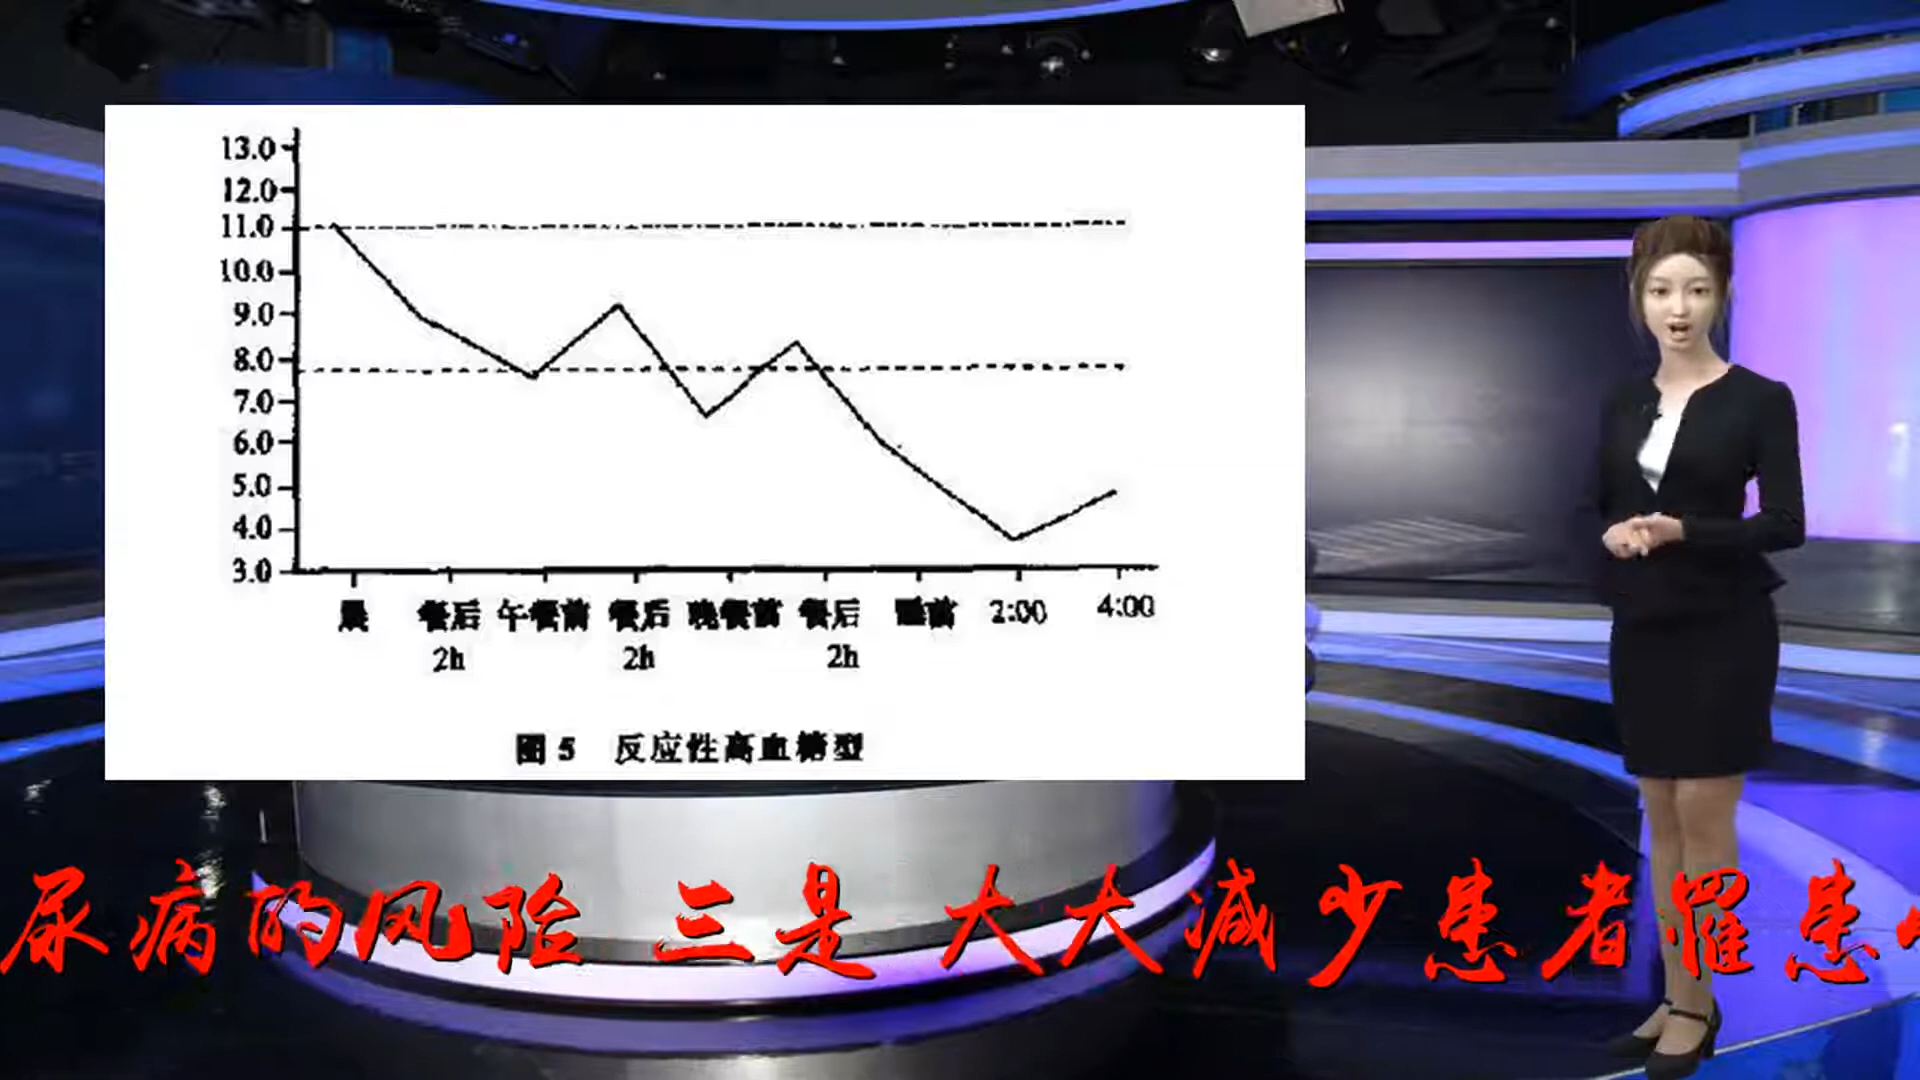 13.0
12.0
11.0
10.0
9.0
8.0
7.0
6.0
5.0
4.0
3.0
晨 餐后 午餐前 餐后 晚餐前 餐后 睡前 2:00 4:00
2h 2h 2h
图5 反应性高血糖型
尿病的风险 三是 大大减少患者罹患